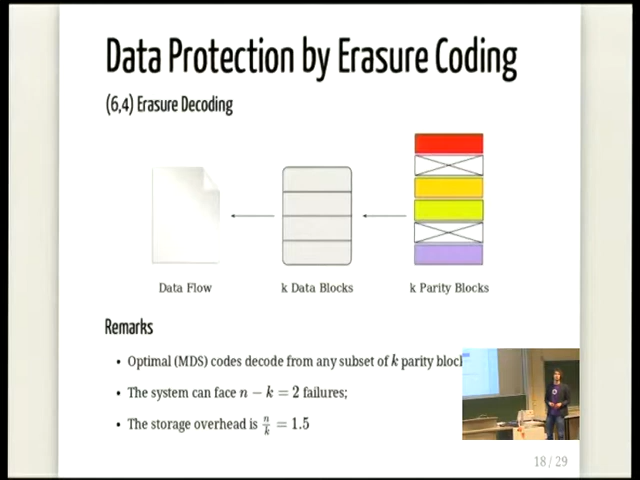 Data Protection by Erasure Coding
(6,4) Erasure Decoding
Data Flow
k Data Blocks
k Parity Blocks
Remarks
• Optimal (MDS) codes decode from any subset of k parity
• The system can face n − k = 2 failures;
• The storage overhead is n/k = 1.5
18 / 29